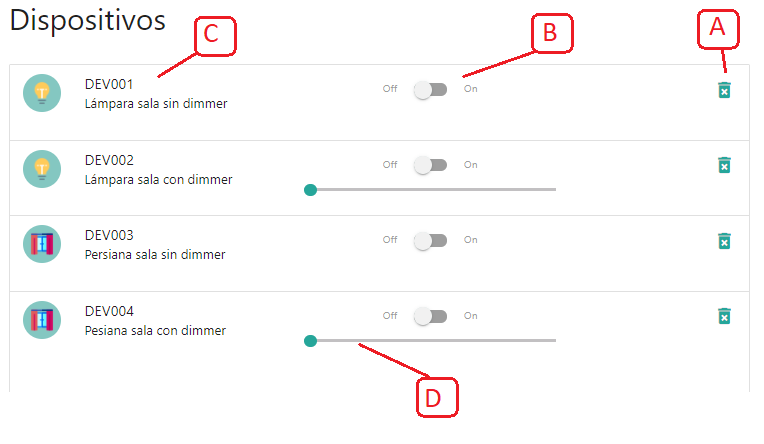 Dispositivos
C
B
A
DEV001
Lámpara sala sin dimmer
Off On
DEV002
Lámpara sala con dimmer
Off On
DEV003
Persiana sala sin dimmer
Off On
DEV004
Pesiana sala con dimmer
Off On
D